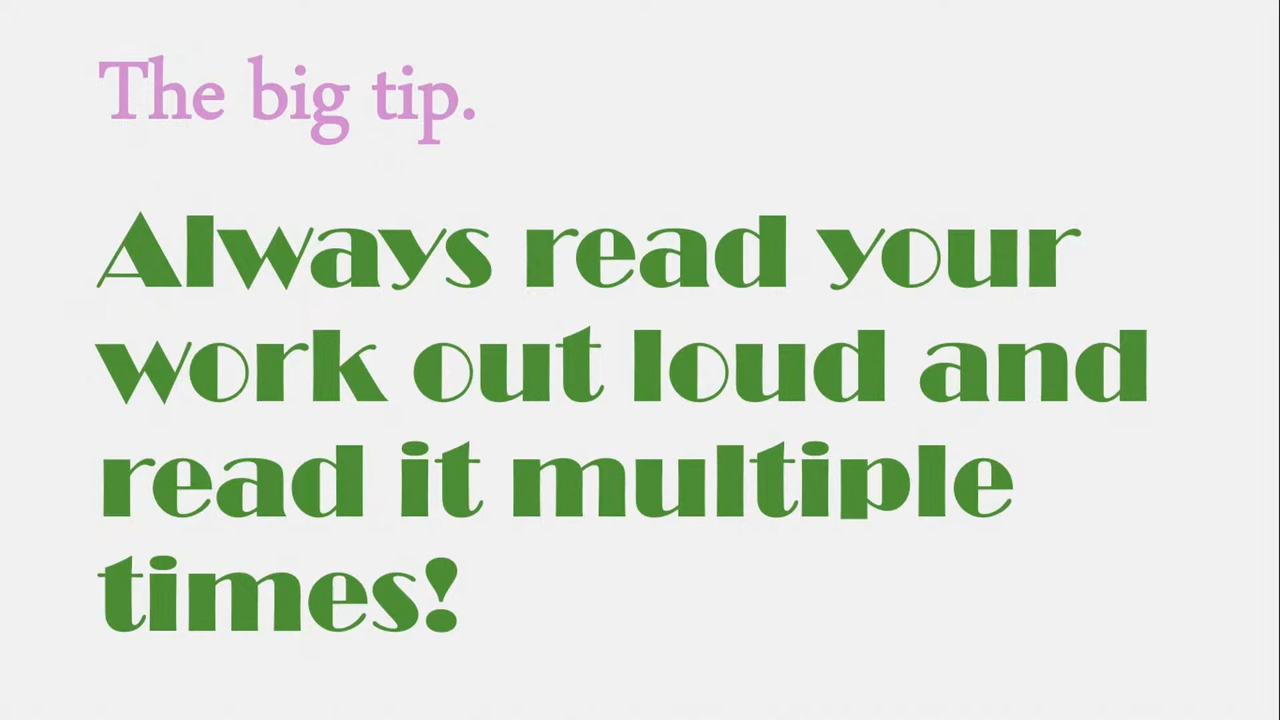 The big tip.
Always read your
work out loud and
read it multiple
times!